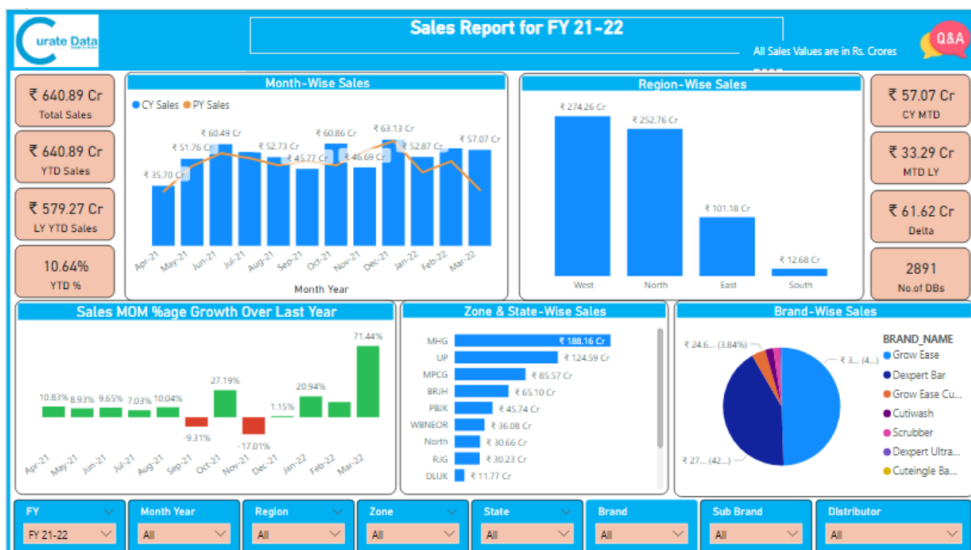 Curate Data
Sales Report for FY 21-22
All Sales Values are in Rs. Crores
Q&A
₹ 640.89 Cr
Total Sales
₹ 640.89 Cr
YTD Sales
₹ 579.27 Cr
LY YTD Sales
10.64%
YTD %
Month-Wise Sales
CY Sales PY Sales
₹ 35.70 Cr
₹ 51.76 Cr
₹ 60.49 Cr
₹ 52.73 Cr
₹ 45.77 Cr
₹ 60.86 Cr
₹ 46.69 Cr
₹ 63.13 Cr
₹ 52.87 Cr
₹ 57.07 Cr
Apr-21
May-21
Jun-21
Jul-21
Aug-21
Sep-21
Oct-21
Nov-21
Dec-21
Jan-22
Feb-22
Mar-22
Month Year
Region-Wise Sales
₹ 274.26 Cr
₹ 252.76 Cr
₹ 101.18 Cr
₹ 12.68 Cr
West
North
East
South
₹ 57.07 Cr
CY MTD
₹ 33.29 Cr
MTD LY
₹ 61.62 Cr
Delta
2891
No.of DBs
Sales MOM %age Growth Over Last Year
10.83%
8.93%
9.65%
7.03%
10.04%
-9.31%
27.19%
-17.01%
1.15%
20.94%
71.44%
Apr-21
May-21
Jun-21
Jul-21
Aug-21
Sep-21
Oct-21
Nov-21
Dec-21
Jan-22
Feb-22
Mar-22
Zone & State-Wise Sales
MHG ₹ 188.16 Cr
UP ₹ 124.59 Cr
MPCG ₹ 85.57 Cr
BRJH ₹ 65.10 Cr
PBJK ₹ 45.74 Cr
WBNEOR ₹ 36.08 Cr
North ₹ 30.66 Cr
RJG ₹ 30.23 Cr
DLUK ₹ 11.77 Cr
Brand-Wise Sales
₹ 24.6... (3.84%)
₹ 3... (4...)
₹ 27... (42...)
BRAND_NAME
Grow Ease
Dexpert Bar
Grow Ease Cu...
Cutiwash
Scrubber
Dexpert Ultra...
Cuteingle Ba...
FY
FY 21-22
Month Year
All
Region
All
Zone
All
State
All
Brand
All
Sub Brand
All
Distributor
All